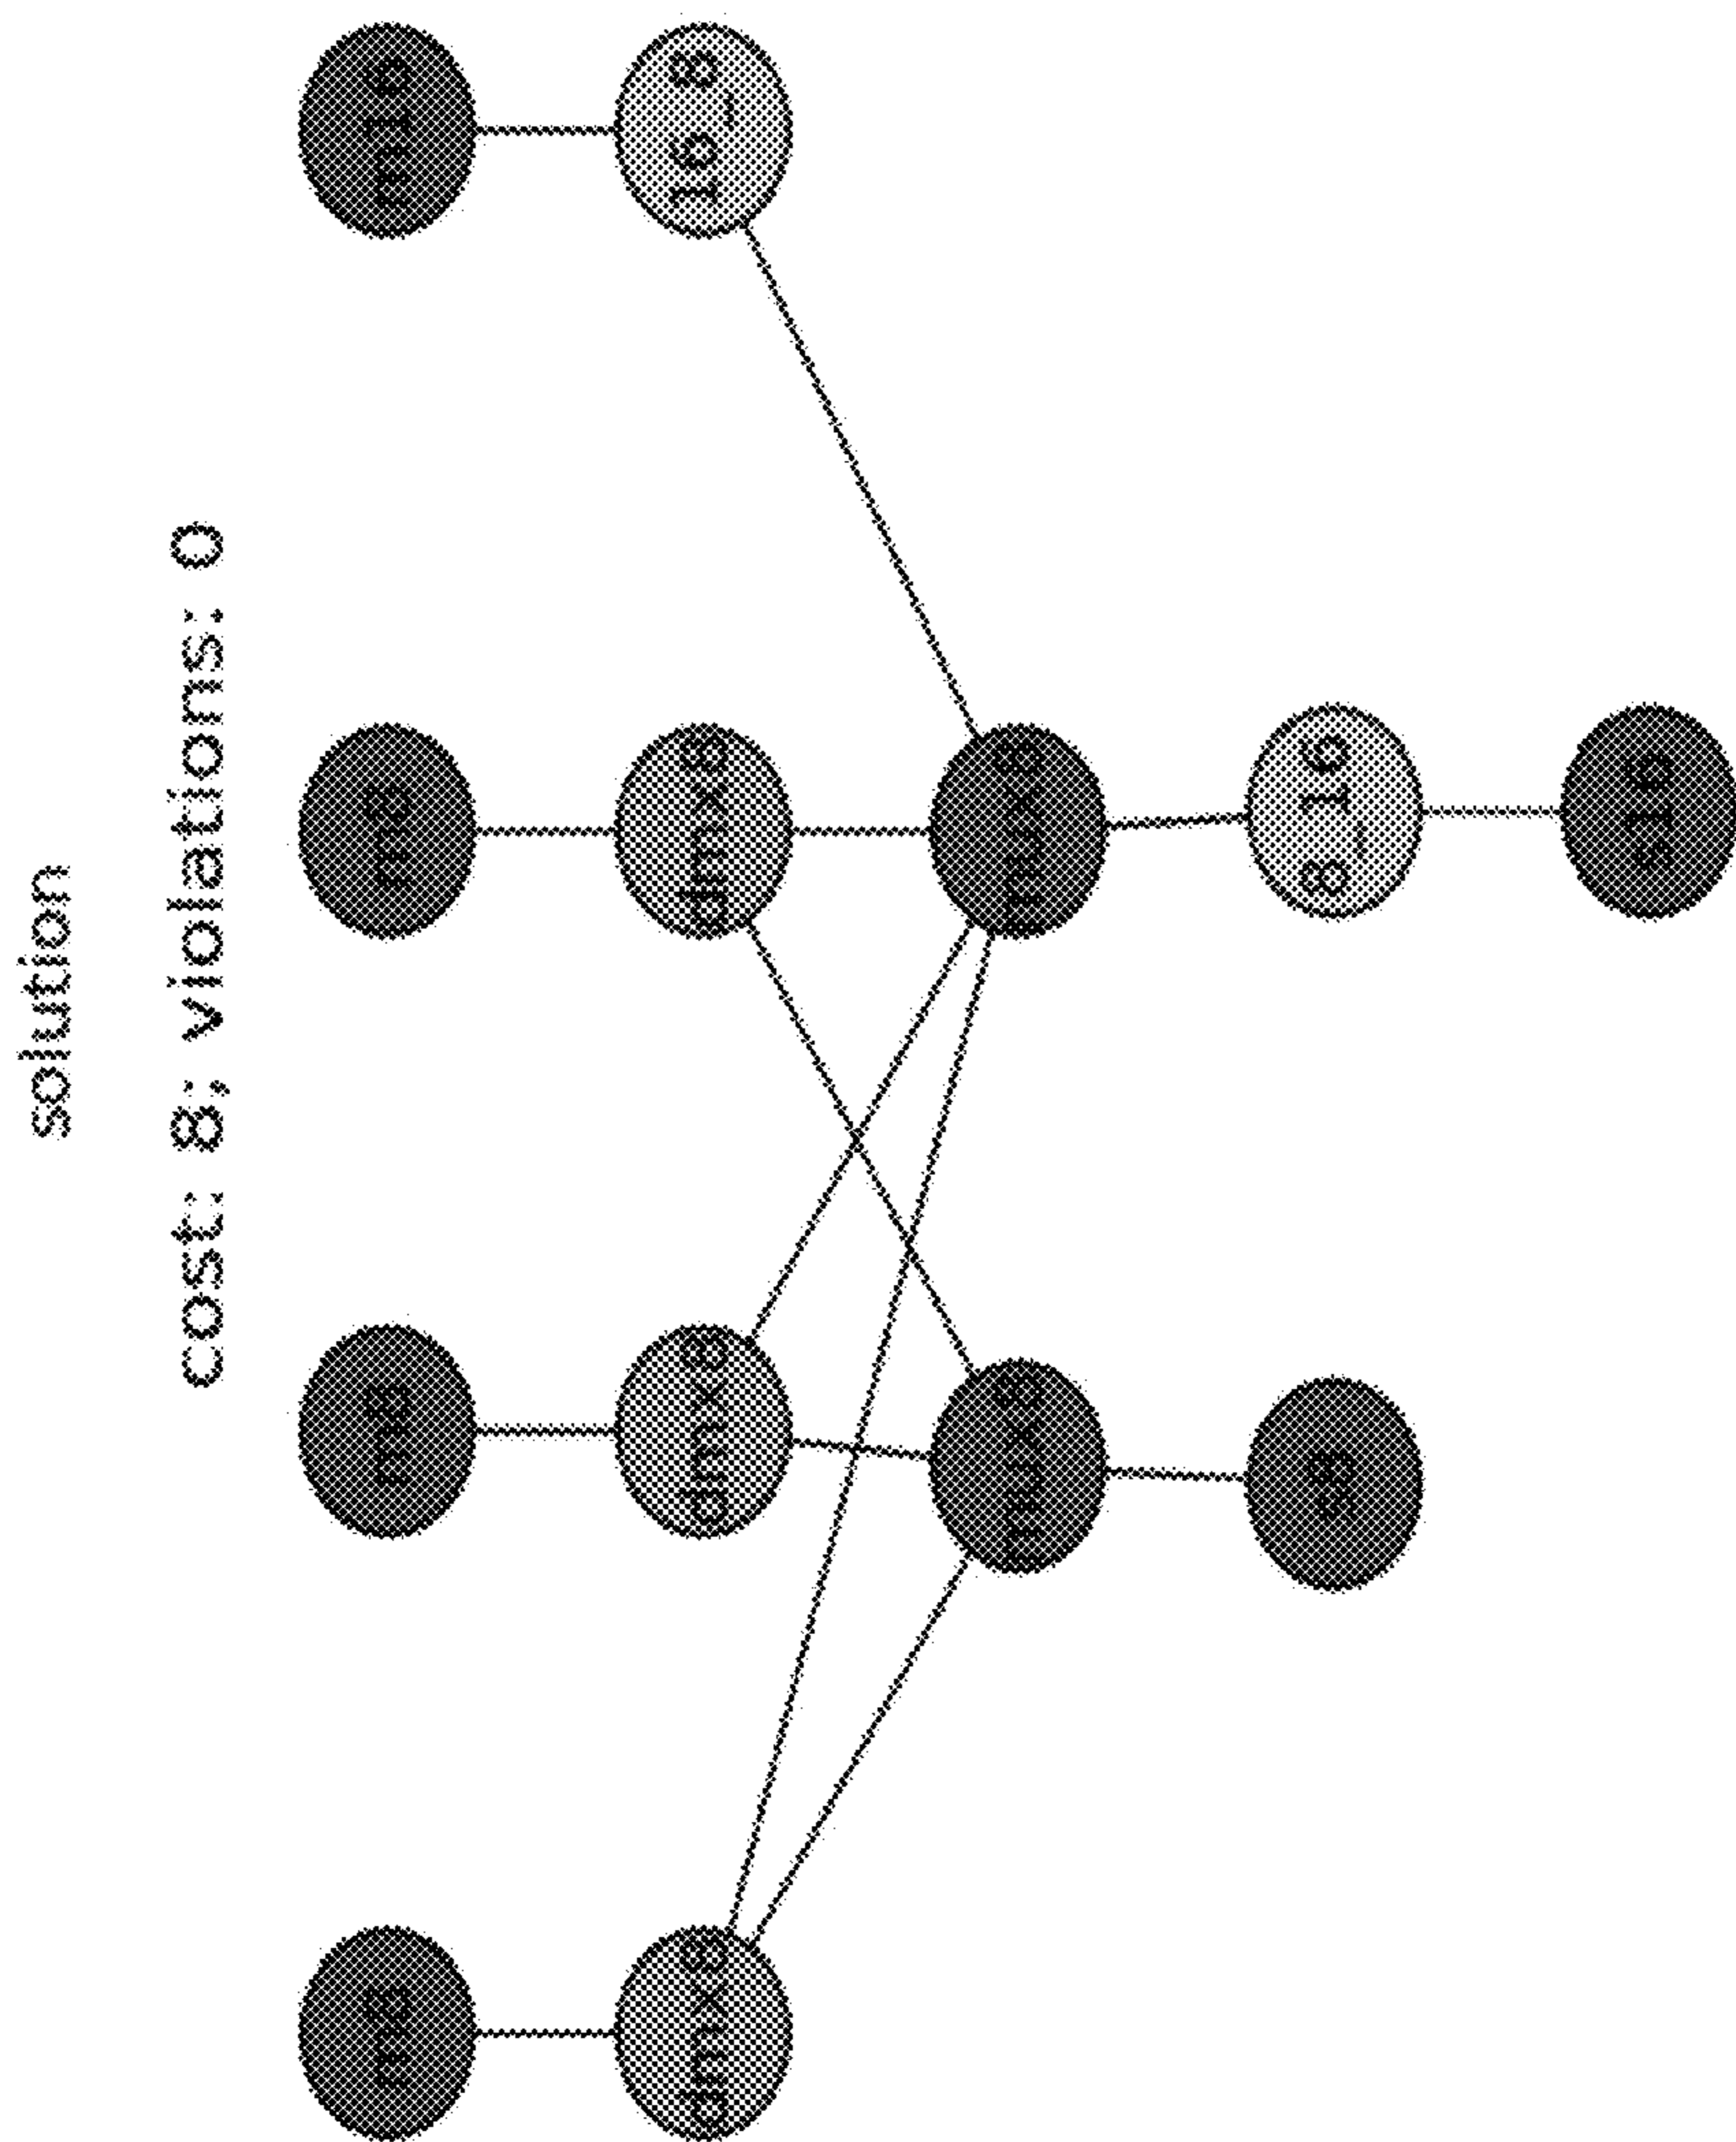 solution
cost: 8; violations: 0
m8 m8 m8 m16
dmx8 dmx8 dmx8 16_8
mux8 mux8
s8 8_16
s16